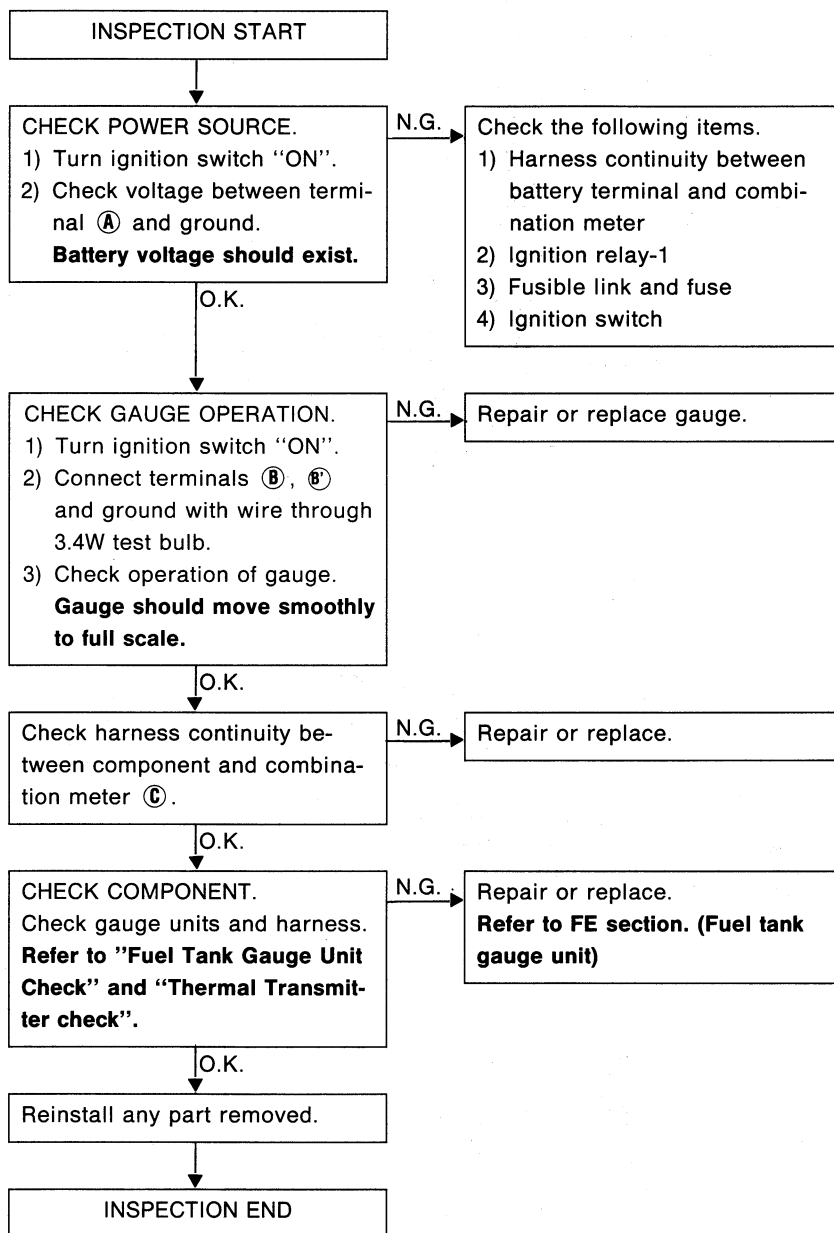 INSPECTION START
CHECK POWER SOURCE.
1) Turn ignition switch “ON”.
2) Check voltage between termi-
nal Ⓐ and ground.
Battery voltage should exist.
N.G.
Check the following items.
1) Harness continuity between
battery terminal and combi-
nation meter
2) Ignition relay-1
3) Fusible link and fuse
4) Ignition switch
O.K.
CHECK GAUGE OPERATION.
1) Turn ignition switch “ON”.
2) Connect terminals Ⓑ, B'
and ground with wire through
3.4W test bulb.
3) Check operation of gauge.
Gauge should move smoothly
to full scale.
N.G.
Repair or replace gauge.
O.K.
Check harness continuity be-
tween component and combina-
tion meter Ⓒ.
N.G.
Repair or replace.
O.K.
CHECK COMPONENT.
Check gauge units and harness.
Refer to "Fuel Tank Gauge Unit
Check” and “Thermal Transmit-
ter check”.
N.G.
Repair or replace.
Refer to FE section. (Fuel tank
gauge unit)
O.K.
Reinstall any part removed.
INSPECTION END